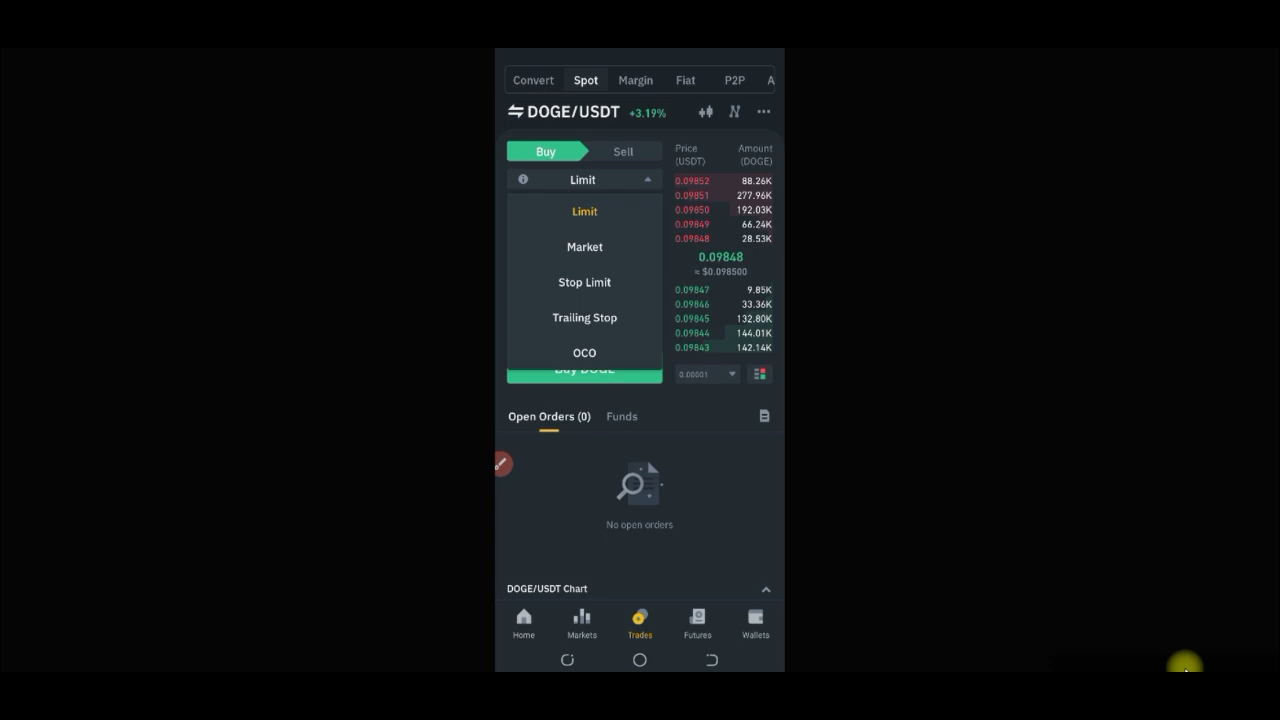 Convert Spot Margin Fiat P2P A
DOGE/USDT +3.19%
Buy Sell
Limit
Limit
Market
Stop Limit
Trailing Stop
OCO
Buy DOGE
Price Amount
(USDT) (DOGE)
0.09852 88.26K
0.09851 277.96K
0.09850 192.03K
0.09849 66.24K
0.09848 28.53K
0.09848
≈ $0.098500
0.09847 9.85K
0.09846 33.36K
0.09845 132.80K
0.09844 144.01K
0.09843 142.14K
0.00001
Open Orders (0) Funds
No open orders
DOGE/USDT Chart
Home Markets Trades Futures Wallets